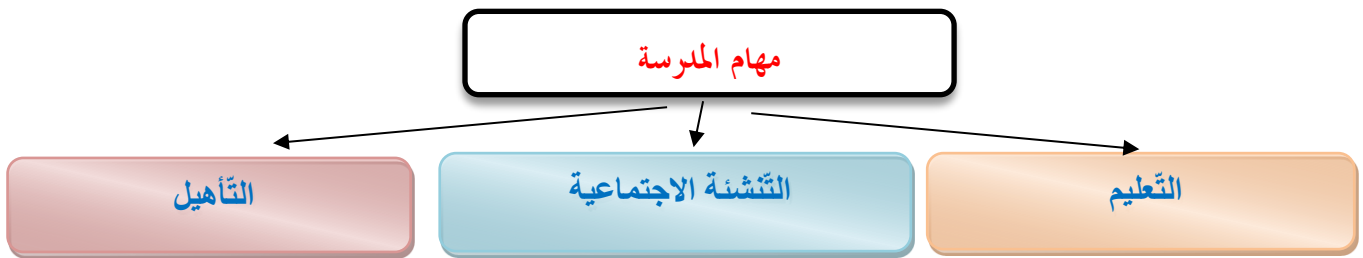 مهام المدرسة
التّعليم
التّنشئة الاجتماعية
التّأهيل